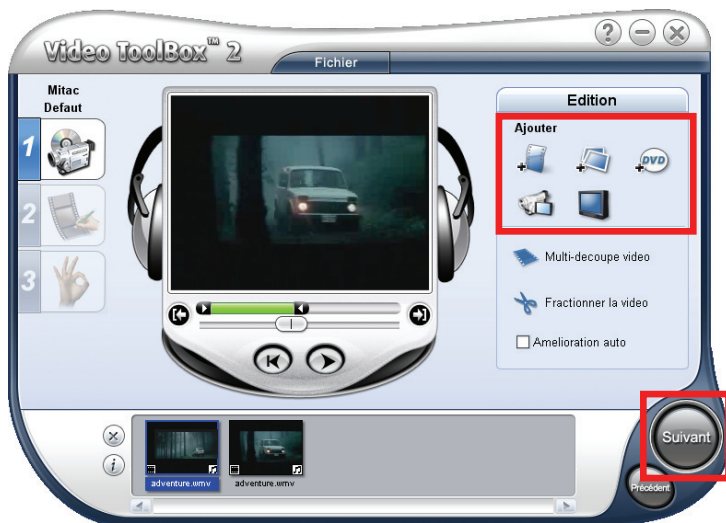 Video ToolBox™ 2
Fichier
Mitac
Defaut
1
2
3
Edition
Ajouter
DVD
Multi-decoupe video
Fractionner la video
Amelioration auto
Suivant
Précédent
adventure.wmv
adventure.wmv